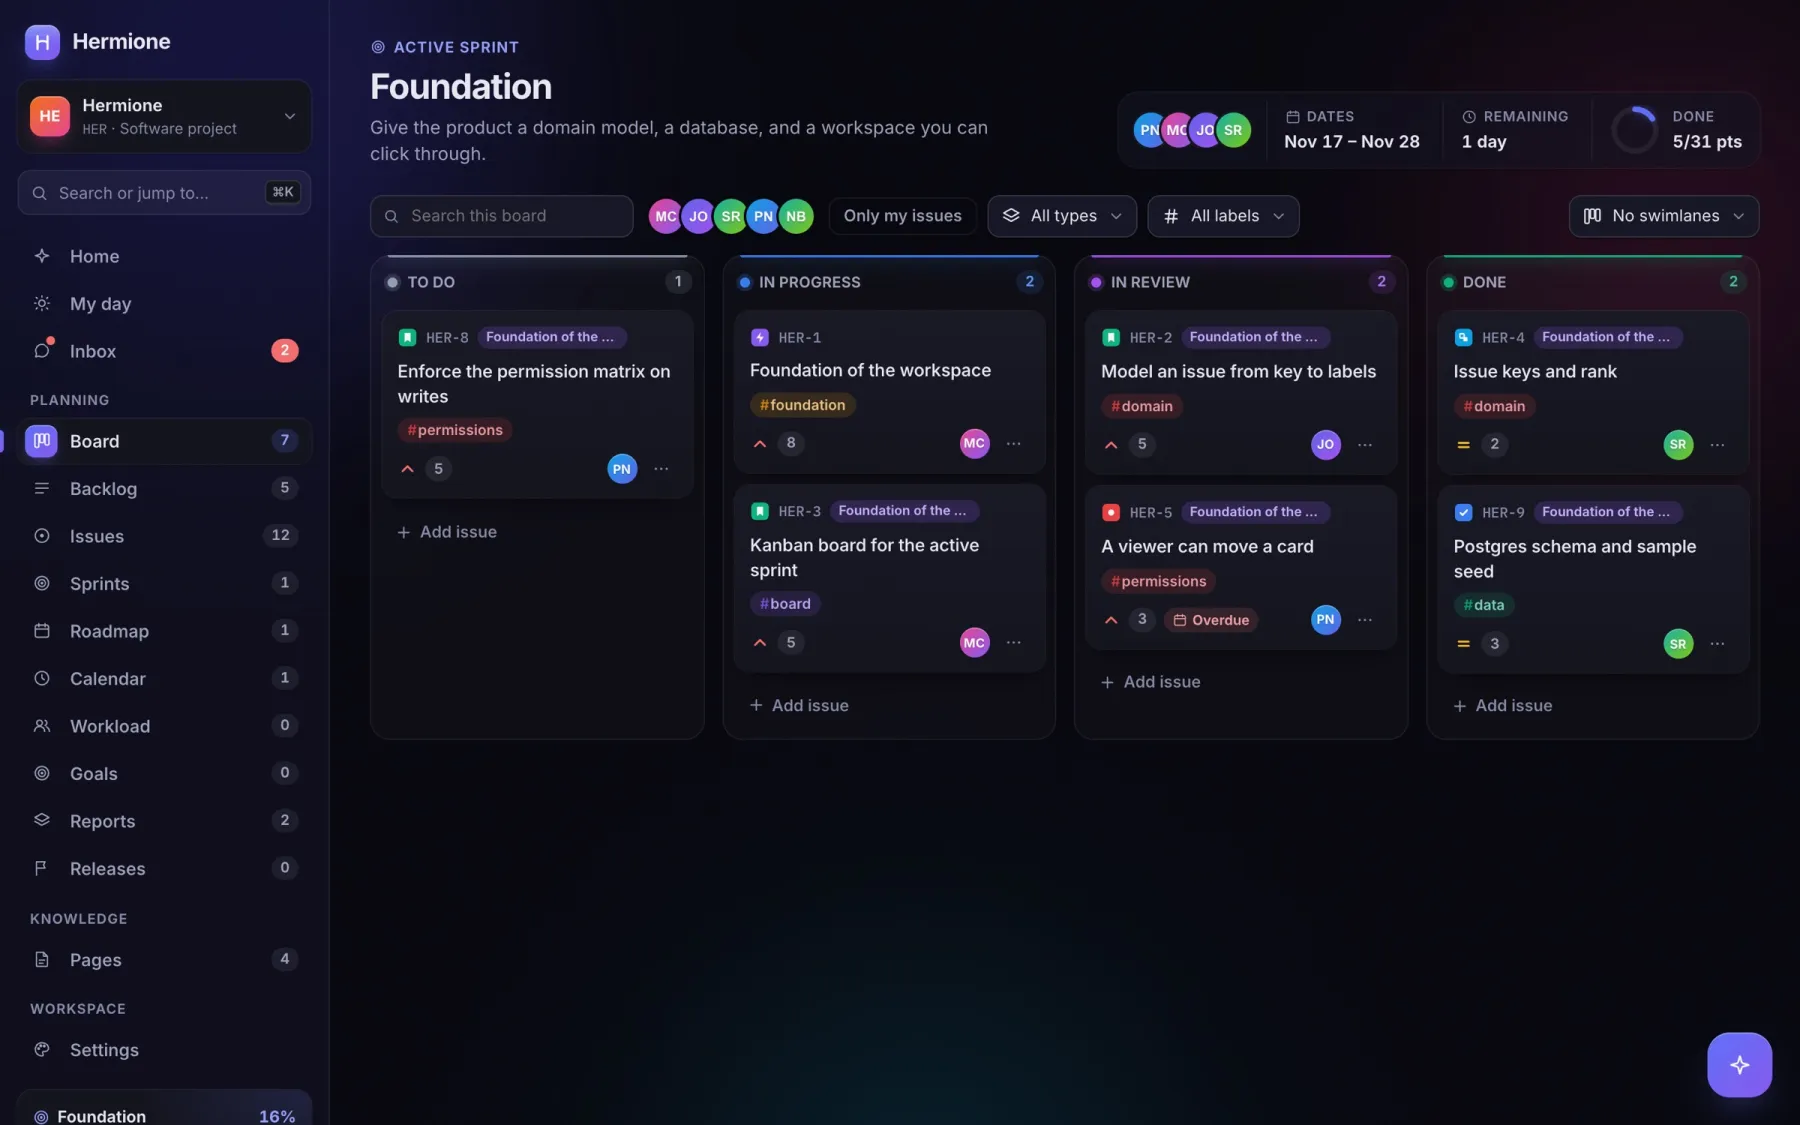 H Hermione
HE Hermione
HER · Software project
Search or jump to... ⌘K
Home
My day
Inbox 2
PLANNING
Board 7
Backlog 5
Issues 12
Sprints 1
Roadmap 1
Calendar 1
Workload 0
Goals 0
Reports 2
Releases 0
KNOWLEDGE
Pages 4
WORKSPACE
Settings
Foundation 16%
ACTIVE SPRINT
Foundation
Give the product a domain model, a database, and a workspace you can
click through.
PN MC JO SR
DATES
Nov 17 – Nov 28
REMAINING
1 day
DONE
5/31 pts
Search this board
MC JO SR PN NB
Only my issues
All types
All labels
No swimlanes
TO DO 1
HER-8 Foundation of the ...
Enforce the permission matrix on
writes
#permissions
5 PN ...
+ Add issue
IN PROGRESS 2
HER-1
Foundation of the workspace
#foundation
8 MC ...
HER-3 Foundation of the ...
Kanban board for the active
sprint
#board
5 MC ...
+ Add issue
IN REVIEW 2
HER-2 Foundation of the ...
Model an issue from key to labels
#domain
5 JO ...
HER-5 Foundation of the ...
A viewer can move a card
#permissions
3 Overdue PN ...
+ Add issue
DONE 2
HER-4 Foundation of the ...
Issue keys and rank
#domain
2 SR ...
HER-9 Foundation of the ...
Postgres schema and sample
seed
#data
3 SR ...
+ Add issue